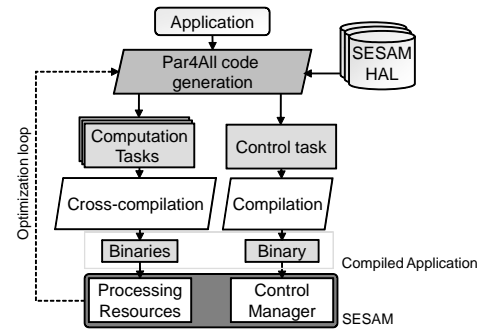 Application
Par4All code
generation
SESAM
HAL
Optimization loop
Computation
Tasks
Control task
Cross-compilation
Compilation
Binaries
Binary
Compiled Application
Processing
Resources
Control
Manager
SESAM